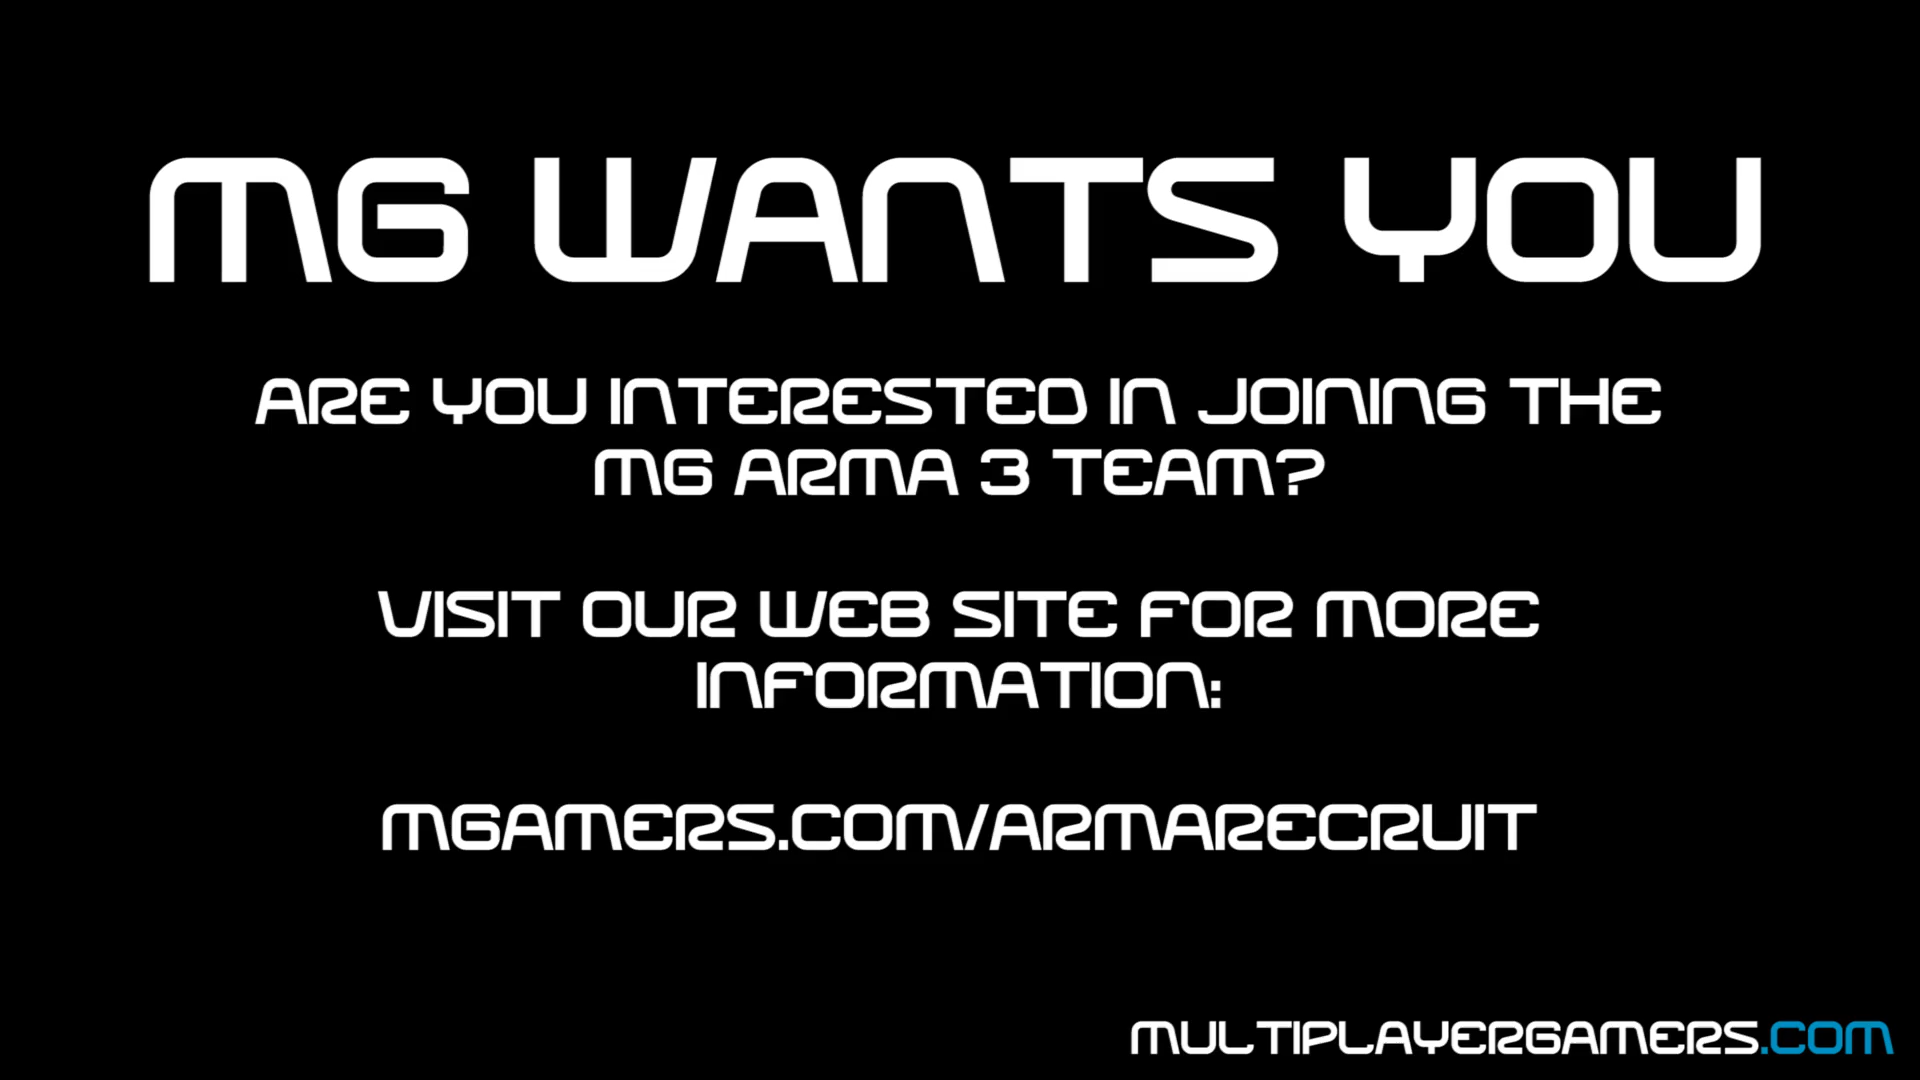 MG WANTS YOU
ARE YOU INTERESTED IN JOINING THE
MG ARMA 3 TEAM?
VISIT OUR WEB SITE FOR MORE
INFORMATION:
MGAMERS.COM/ARMARECRUIT
MULTIPLAYERGAMERS.COM